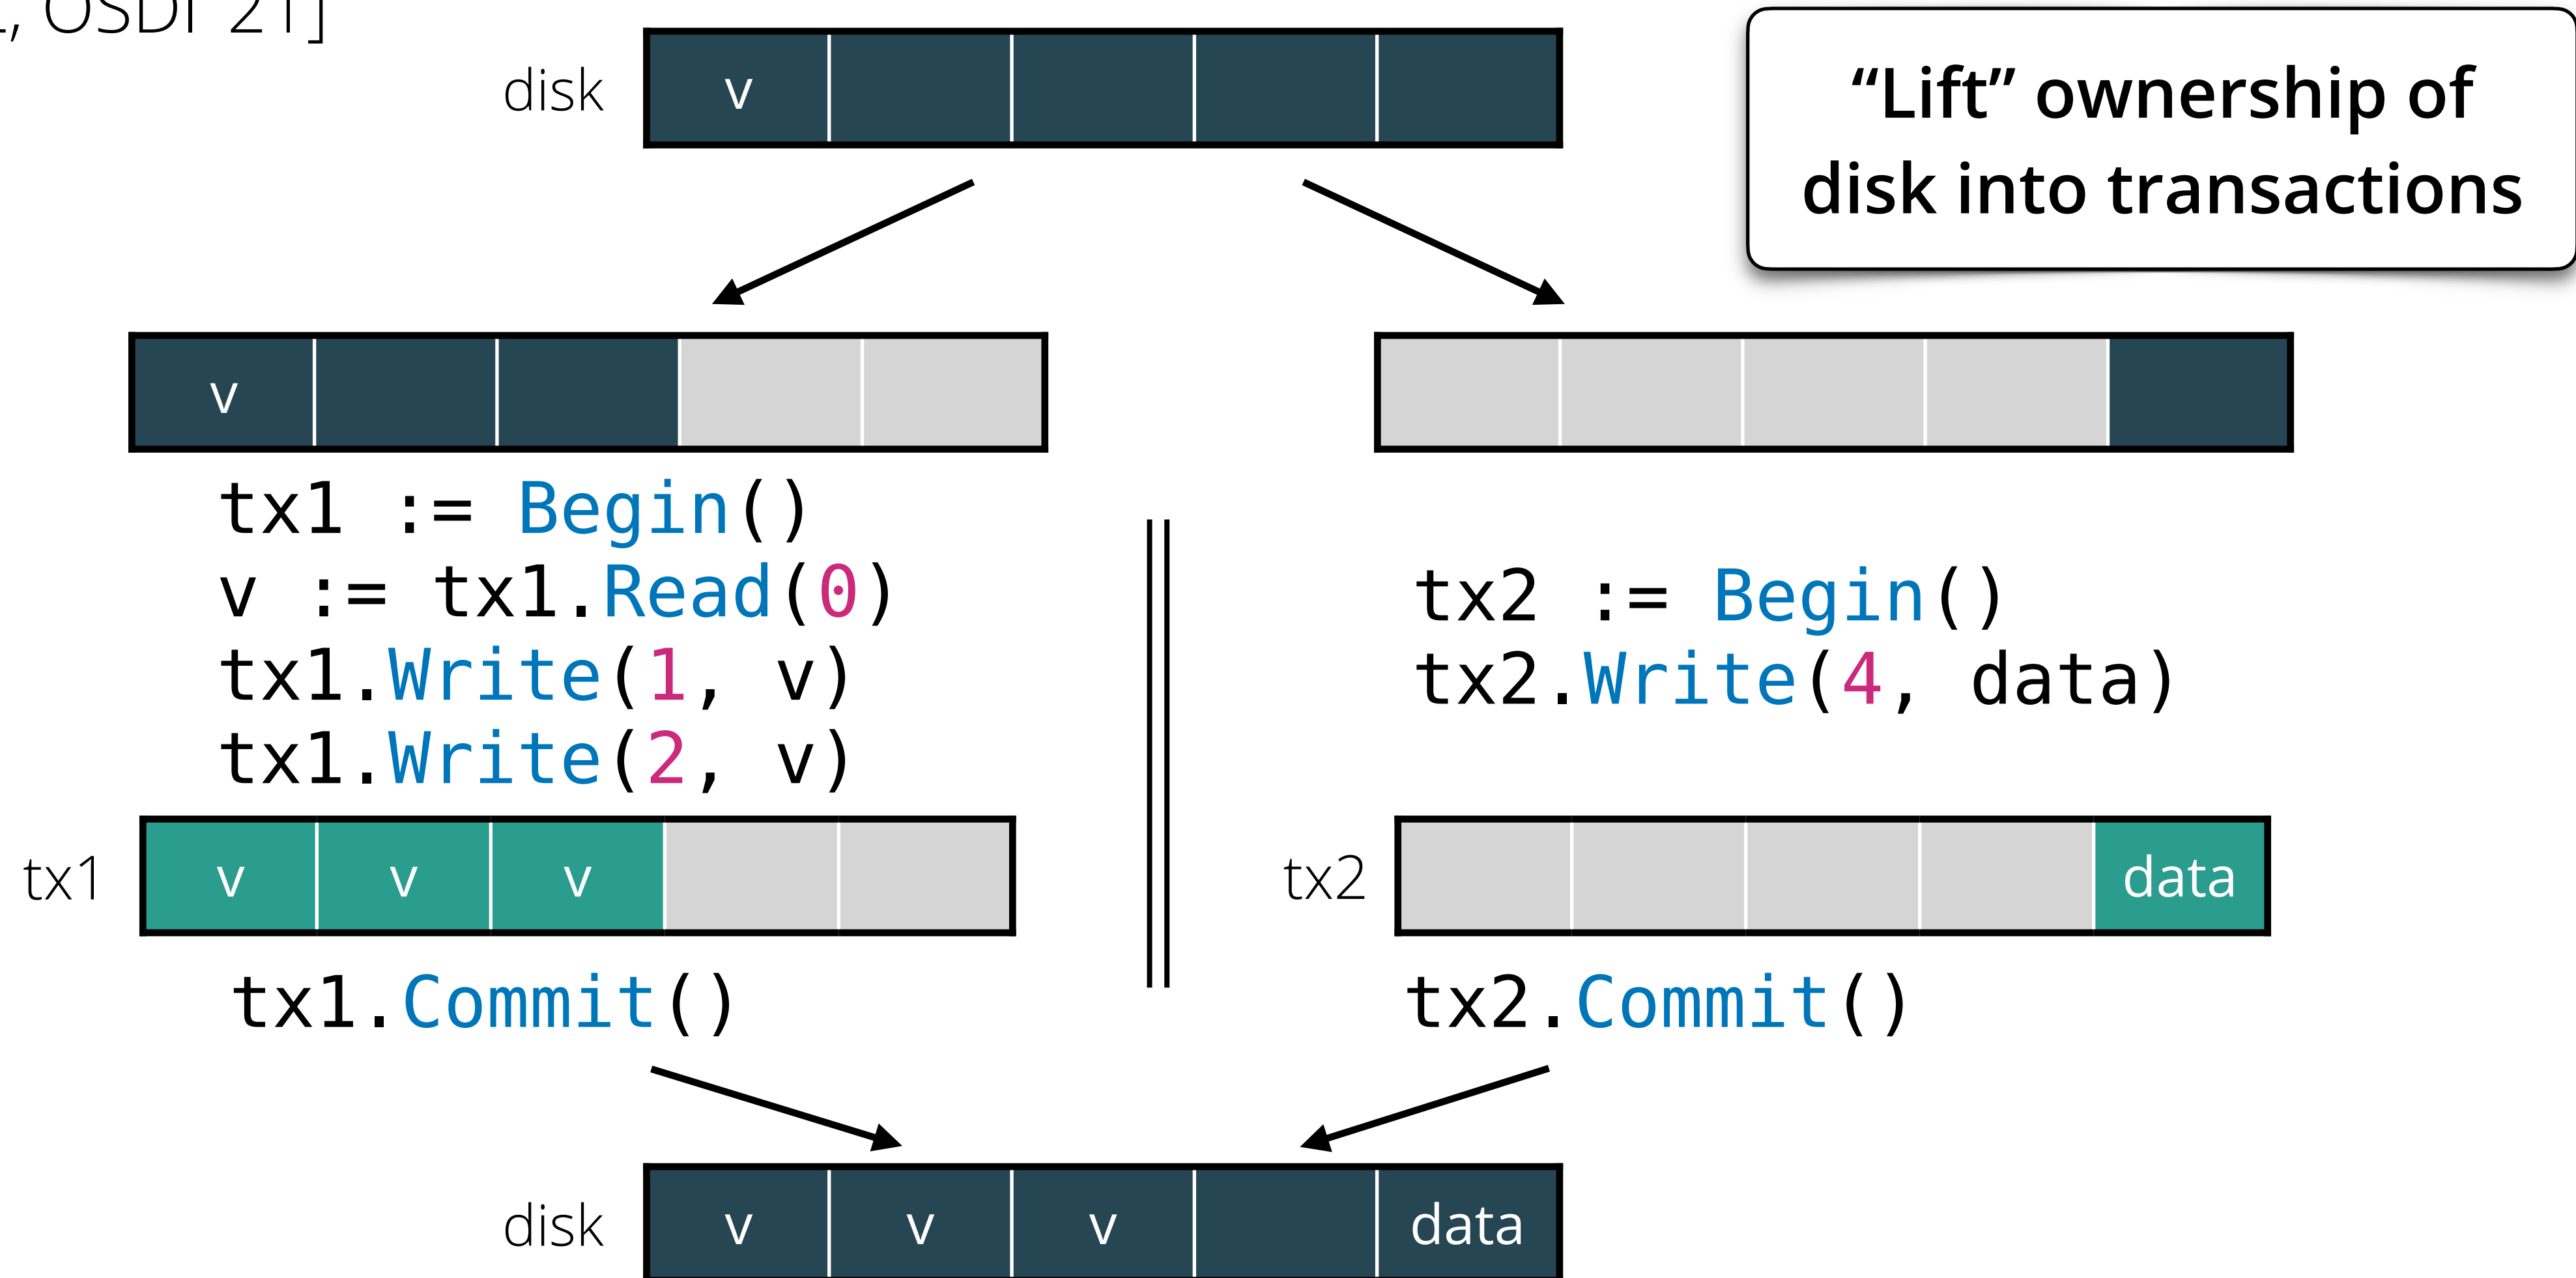 , OSDI 21]
“Lift” ownership of
disk into transactions
disk
v
v
tx1 := Begin()
v := tx1.Read(0)
tx1.Write(1, v)
tx1.Write(2, v)
tx2 := Begin()
tx2.Write(4, data)
tx1
v v v
tx2
data
tx1.Commit()
tx2.Commit()
disk
v v v data